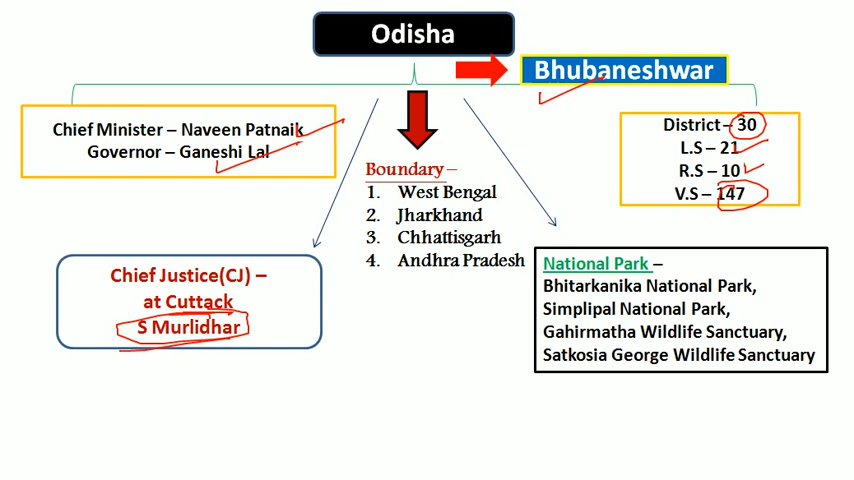 Odisha
Bhubaneshwar
Chief Minister – Naveen Patnaik
Governor – Ganeshi Lal
District – 30
L.S – 21
R.S – 10
V.S – 147
Boundary –
1. West Bengal
2. Jharkhand
3. Chhattisgarh
4. Andhra Pradesh
Chief Justice(CJ) –
at Cuttack
S Murlidhar
National Park –
Bhitarkanika National Park,
Simplipal National Park,
Gahirmatha Wildlife Sanctuary,
Satkosia George Wildlife Sanctuary